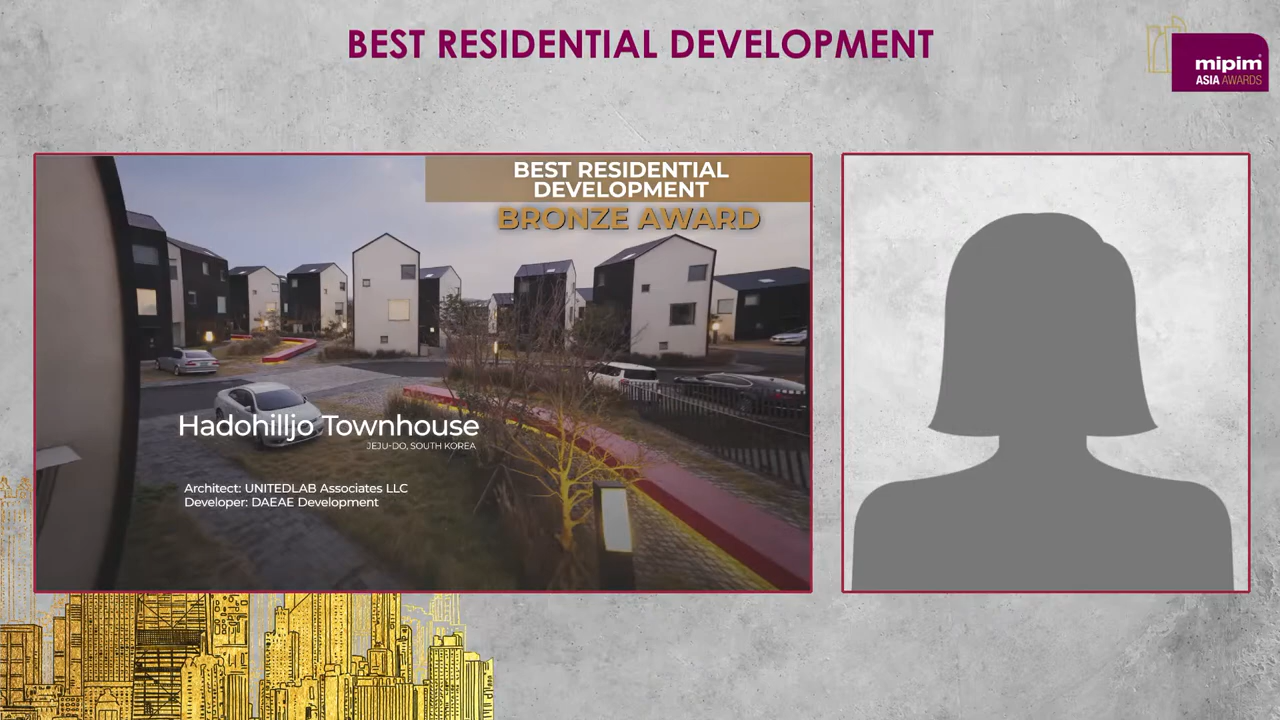 BEST RESIDENTIAL DEVELOPMENT
mipim
ASIA AWARDS
BEST RESIDENTIAL
DEVELOPMENT
BRONZE AWARD
Hadohilljo Townhouse
JEJU-DO, SOUTH KOREA
Architect: UNITEDLAB Associates LLC
Developer: DAEAE Development